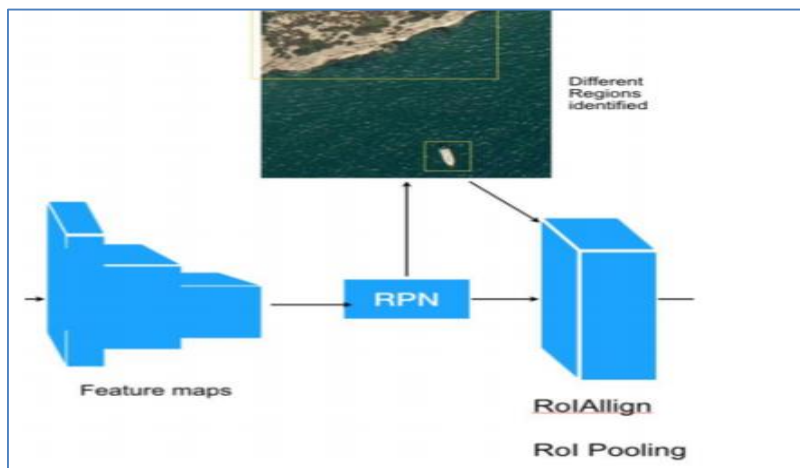 Different
Regions
identified
RPN
Feature maps
RoIAllign
RoI Pooling